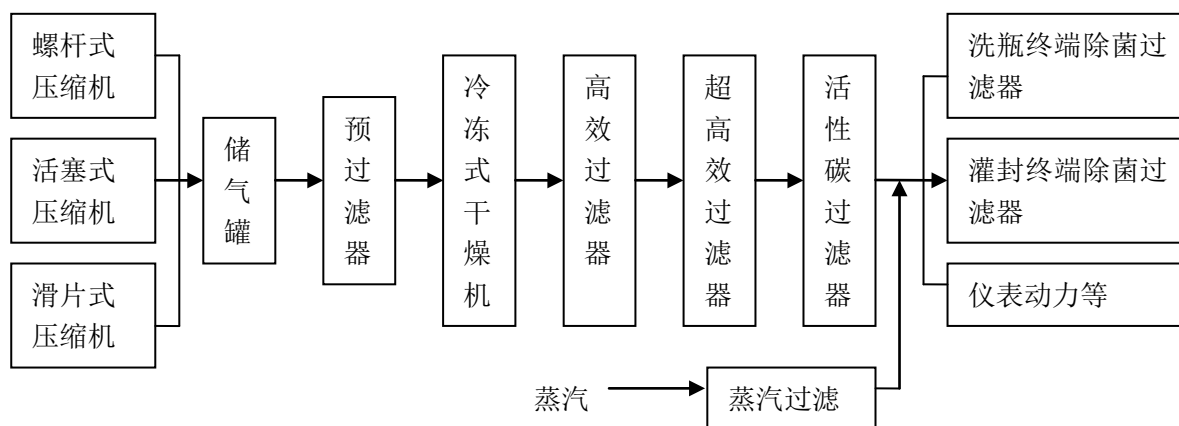 螺杆式
压缩机
活塞式
压缩机
滑片式
压缩机
储气罐
预过滤器
冷冻式干燥机
高效过滤器
超高效过滤器
活性碳过滤器
洗瓶终端除菌过
滤器
灌封终端除菌过
滤器
仪表动力等
蒸汽
蒸汽过滤